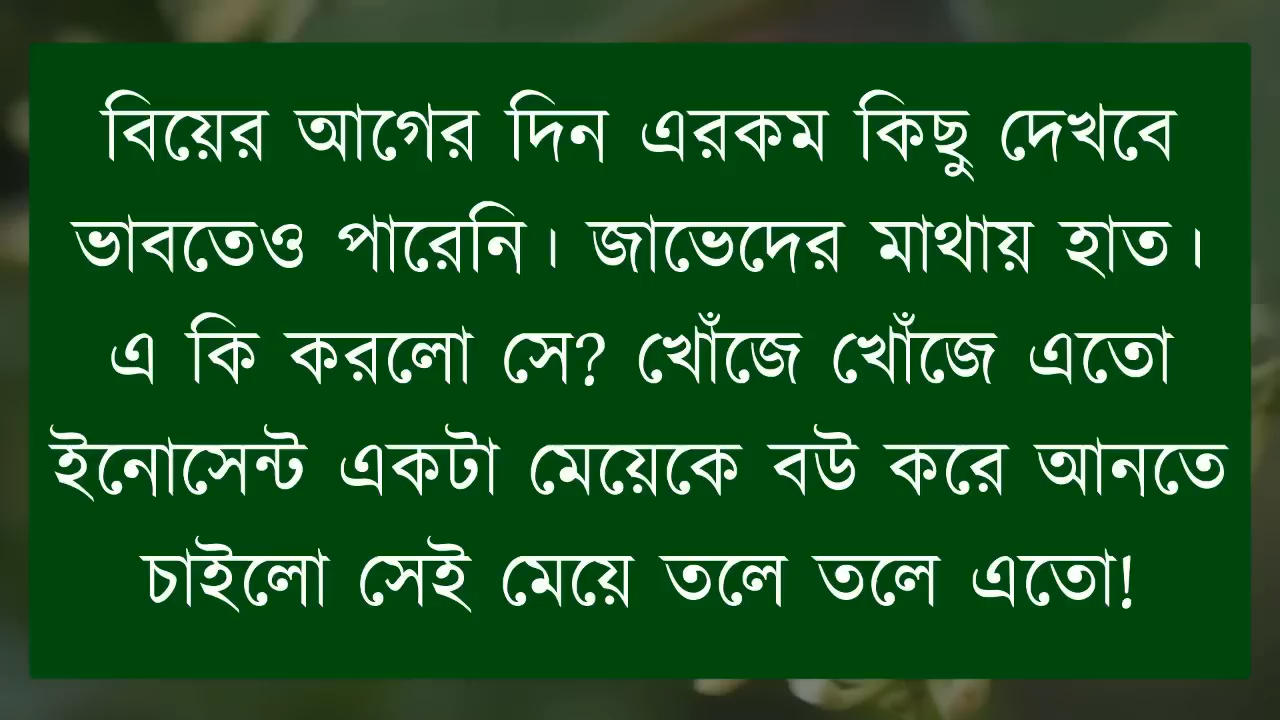 বিয়ের আগের দিন এরকম কিছু দেখবে
ভাবতেও পারেনি। জাভেদের মাথায় হাত।
এ কি করলো সে? খোঁজে খোঁজে এতো
ইনোসেন্ট একটা মেয়েকে বউ করে আনতে
চাইলো সেই মেয়ে তলে তলে এতো!